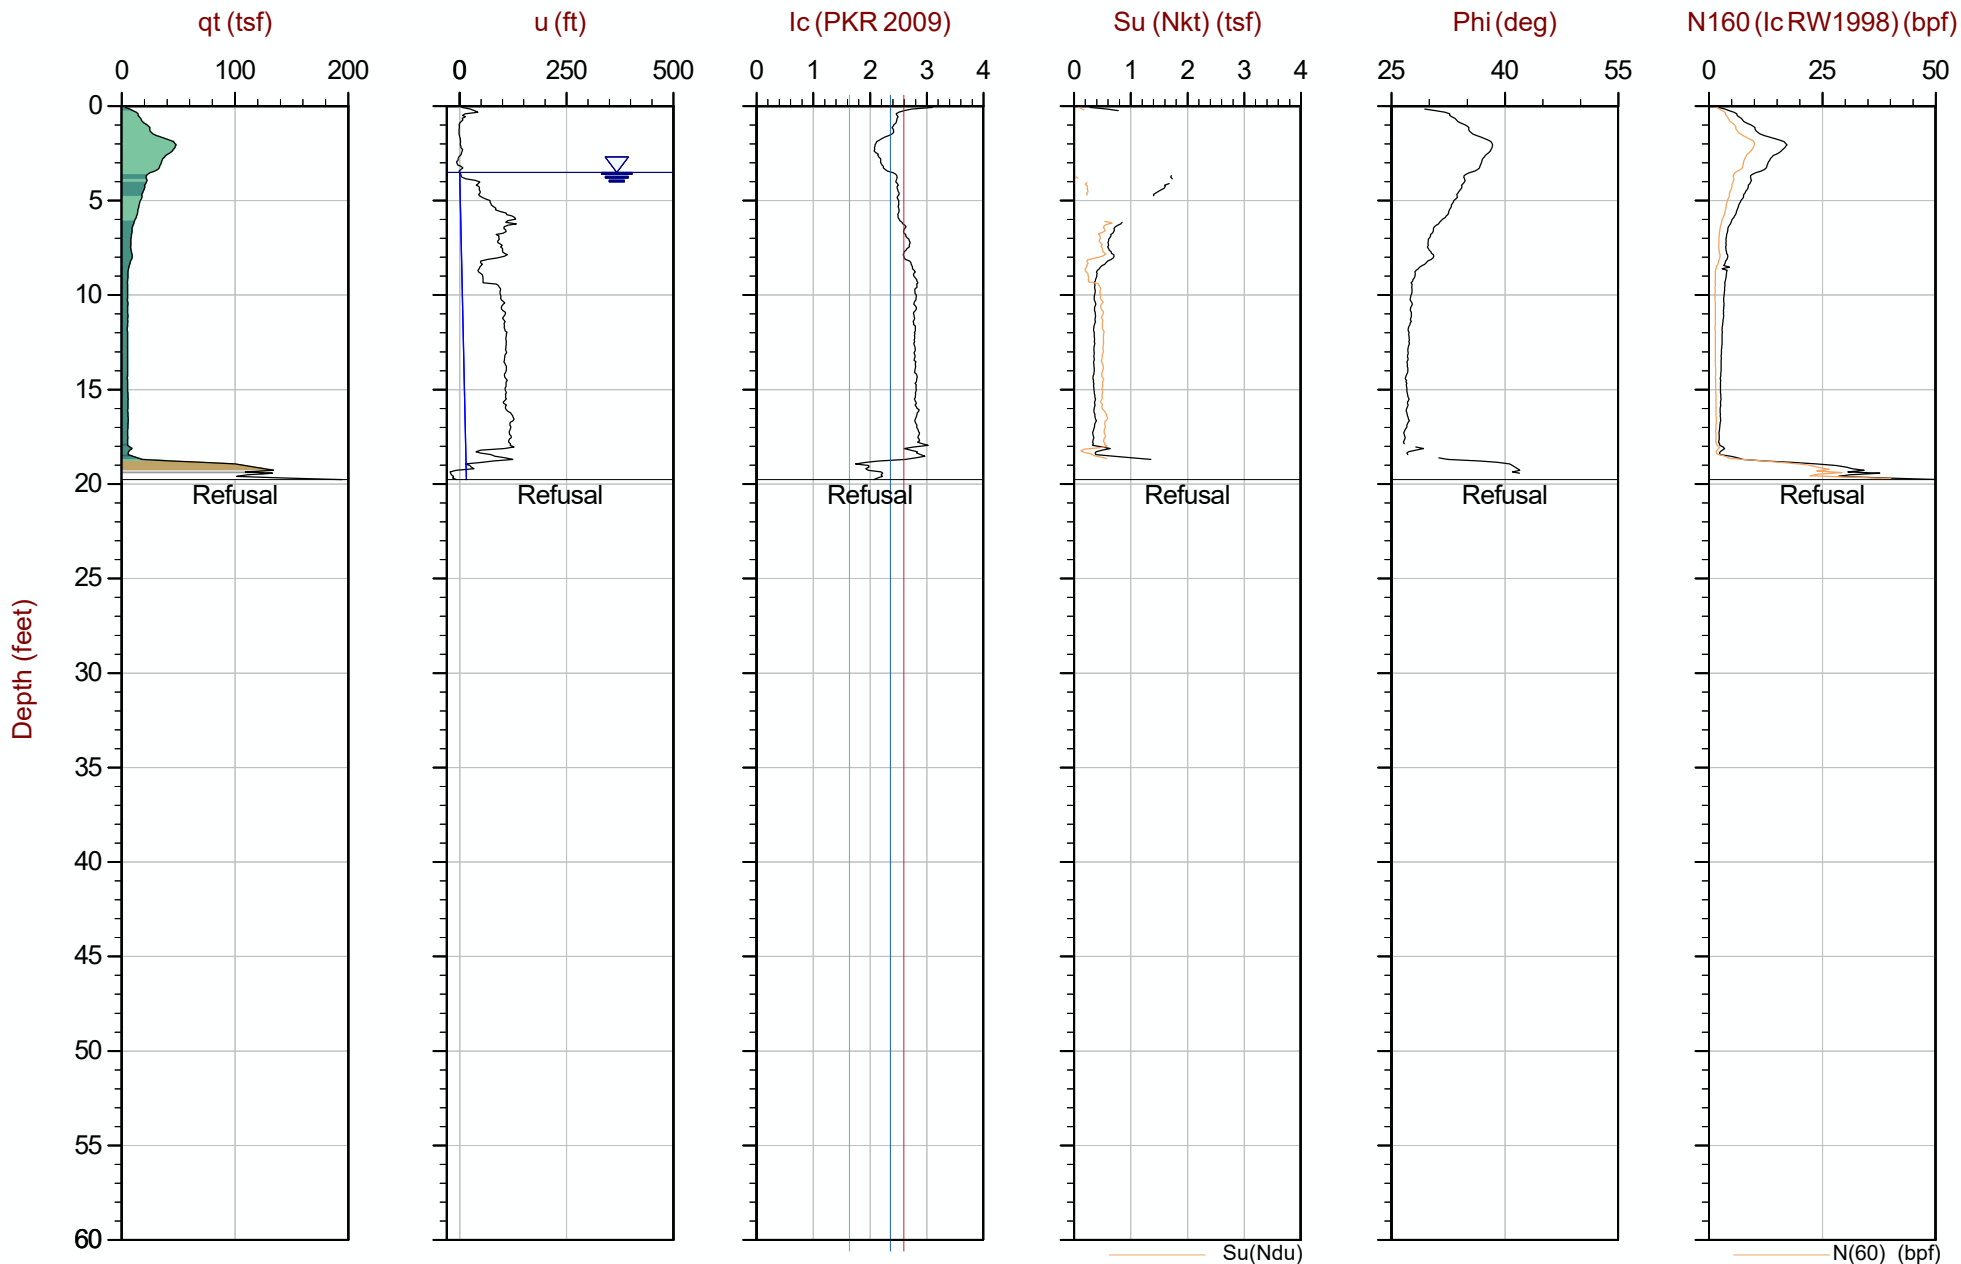 qt (tsf) u (ft) Ic (PKR 2009) Su (Nkt) (tsf) Phi (deg) N160 (Ic RW1998) (bpf)
0 100 200 0 250 500 0 1 2 3 4 0 1 2 3 4 25 40 55 0 25 50
0
5
10
15
20
Refusal Refusal Refusal Refusal Refusal Refusal
25
30
35
40
45
50
55
60
Depth (feet)
Su(Ndu) N(60) (bpf)